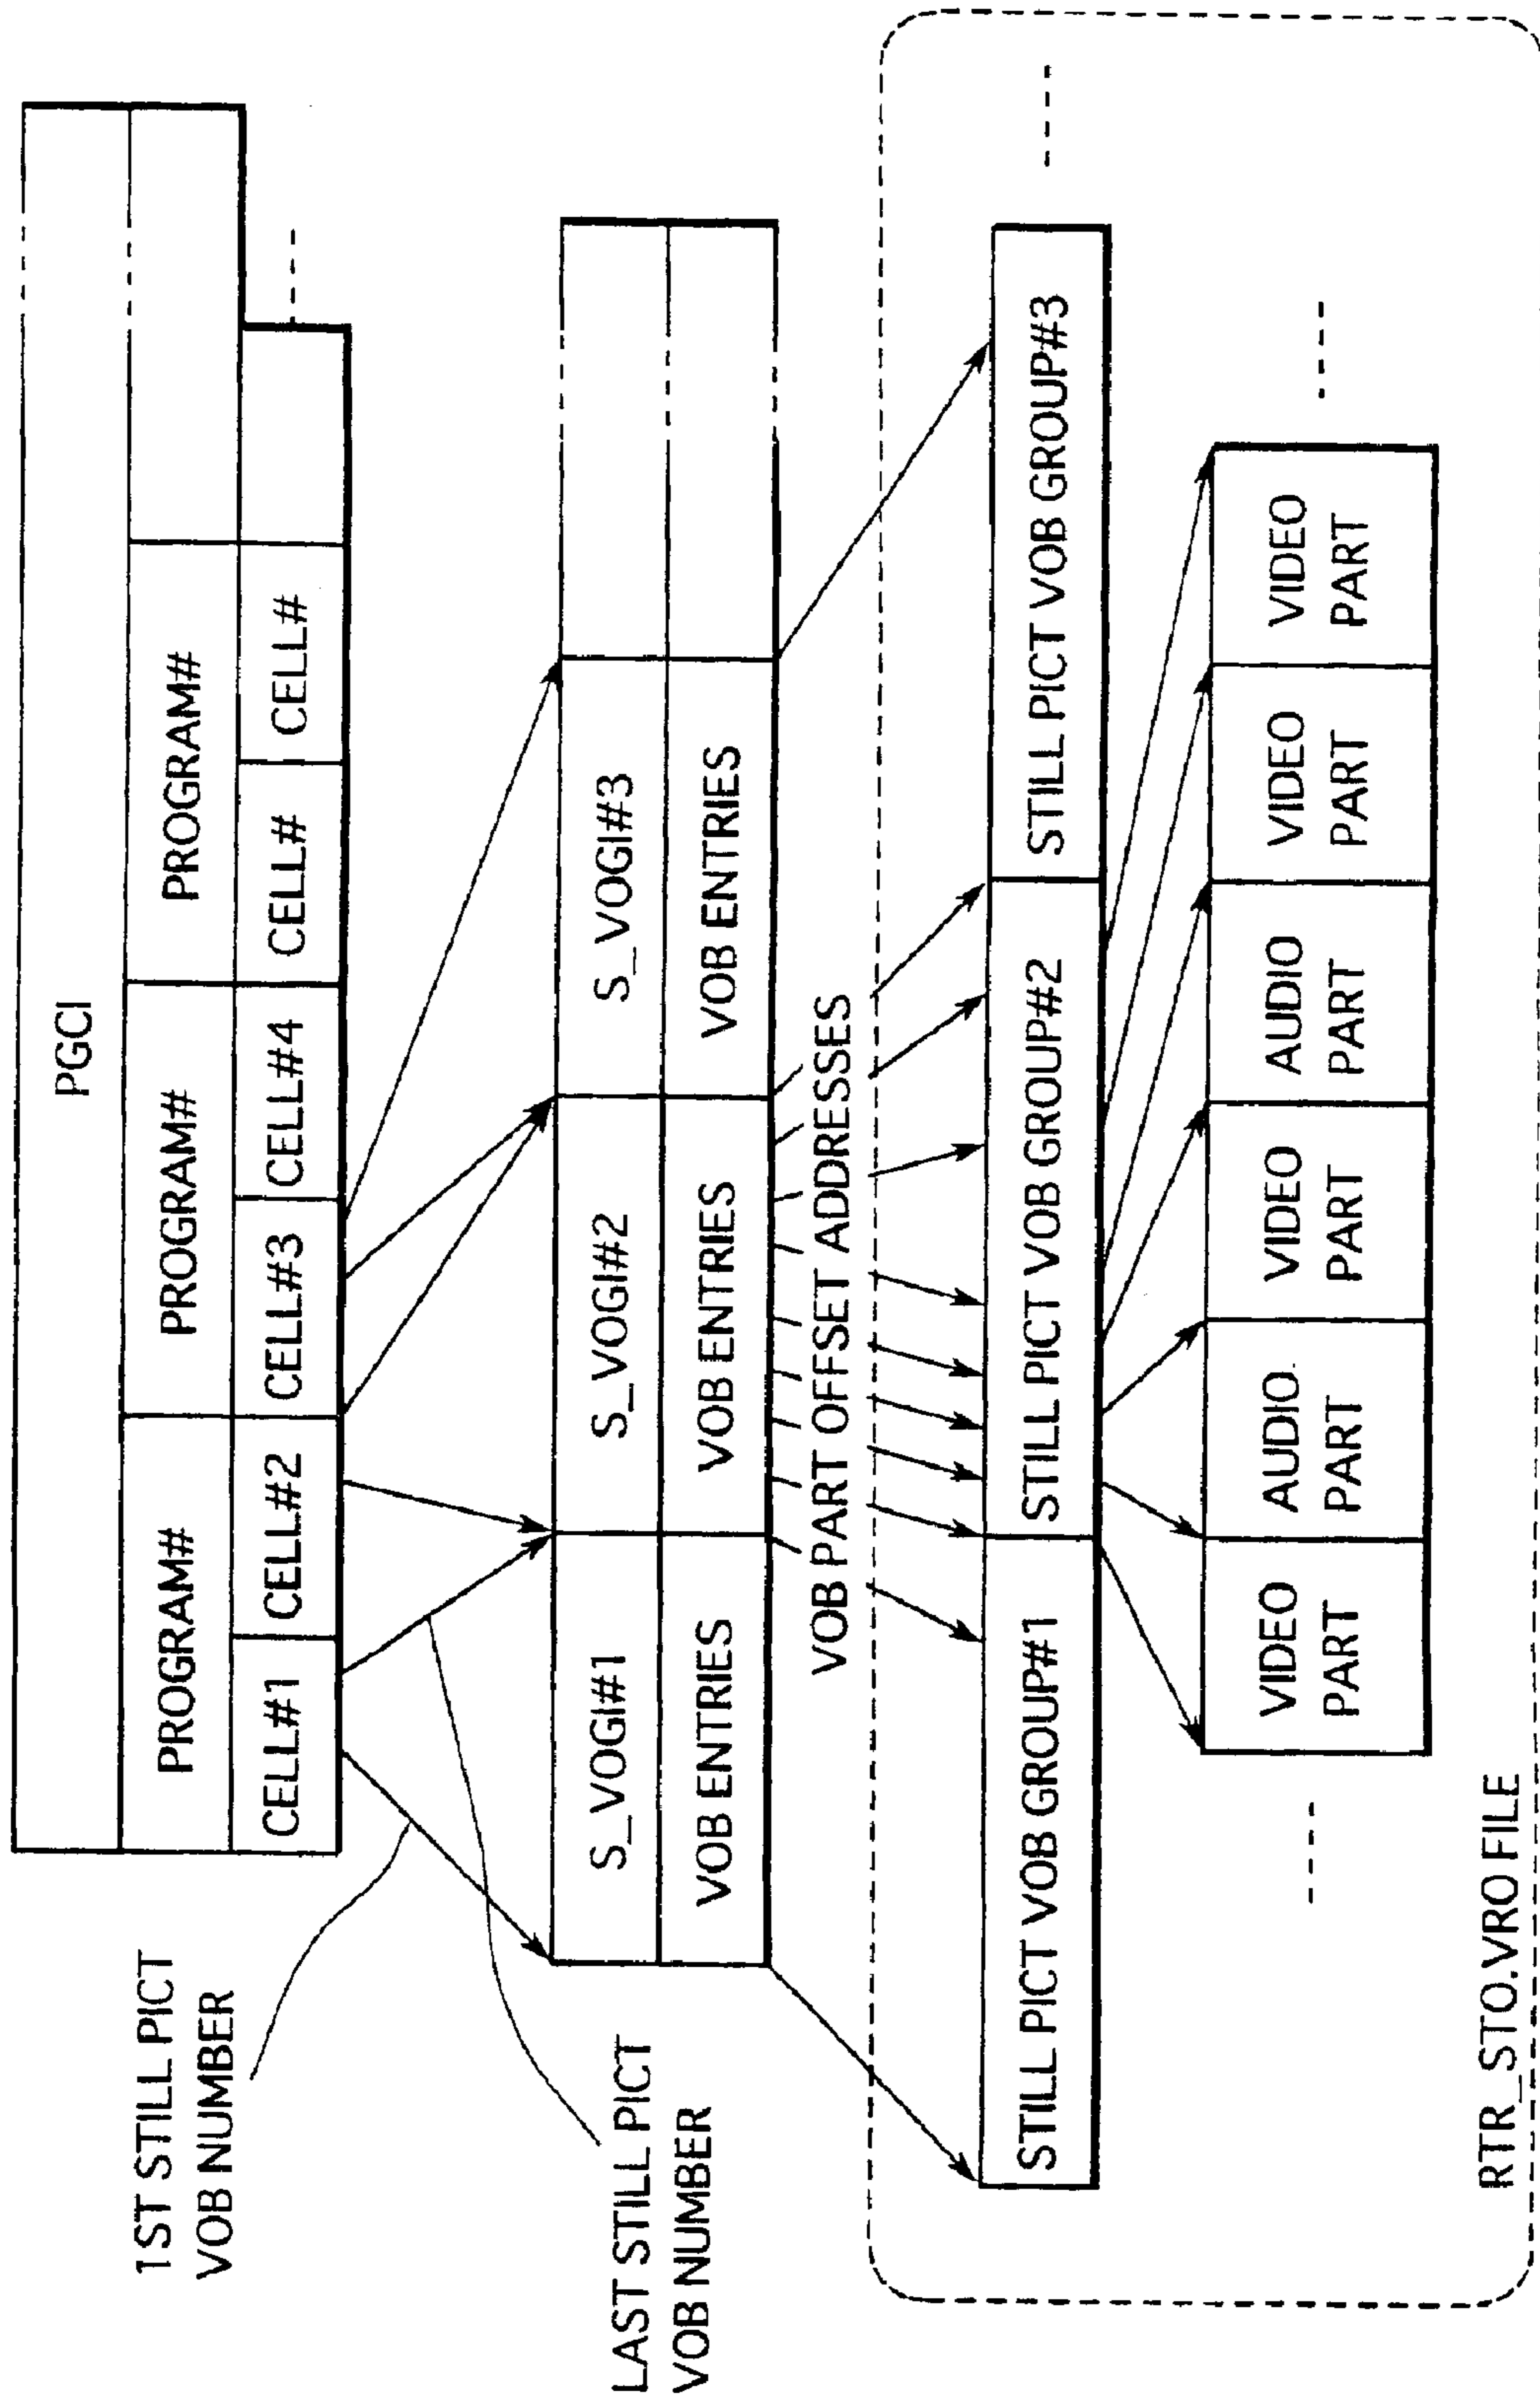 PGCI
PROGRAM#
PROGRAM#
PROGRAM#
CELL#1
CELL#2
CELL#3
CELL#4
CELL#
CELL#
1ST STILL PICT
VOB NUMBER
LAST STILL PICT
VOB NUMBER
S_VOGI#1
S_VOGI#2
S_VOGI#3
VOB ENTRIES
VOB ENTRIES
VOB ENTRIES
VOB PART OFFSET ADDRESSES
STILL PICT VOB GROUP#1
STILL PICT VOB GROUP#2
STILL PICT VOB GROUP#3
VIDEO
PART
AUDIO
PART
VIDEO
PART
AUDIO
PART
VIDEO
PART
VIDEO
PART
RTR_STO.VRO FILE